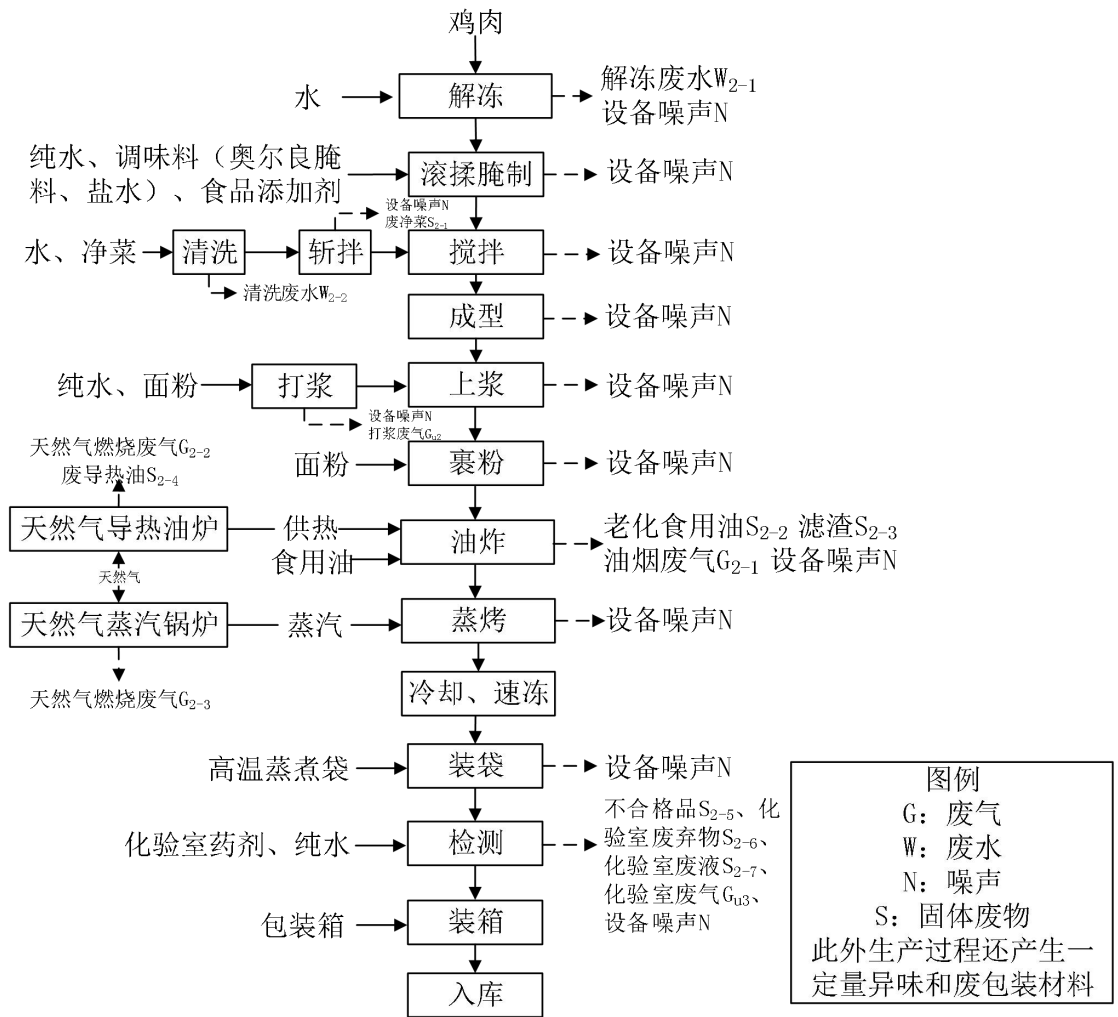 鸡肉
水
解冻
解冻废水W2-1
设备噪声N
纯水、调味料（奥尔良腌
料、盐水）、食品添加剂
滚揉腌制
设备噪声N
设备噪声N
废净菜S2-1
水、净菜
清洗
斩拌
搅拌
设备噪声N
清洗废水W2-2
成型
设备噪声N
纯水、面粉
打浆
上浆
设备噪声N
设备噪声N
打浆废气Gu2
天然气燃烧废气G2-2
废导热油S2-4
面粉
裹粉
设备噪声N
天然气导热油炉
供热
食用油
油炸
老化食用油S2-2 滤渣S2-3
油烟废气G2-1 设备噪声N
天然气
天然气蒸汽锅炉
蒸汽
蒸烤
设备噪声N
天然气燃烧废气G2-3
冷却、速冻
高温蒸煮袋
装袋
设备噪声N
化验室药剂、纯水
检测
不合格品S2-5、化
验室废弃物S2-6、
化验室废液S2-7、
化验室废气Gu3、
设备噪声N
包装箱
装箱
入库
图例
G：废气
W：废水
N：噪声
S：固体废物
此外生产过程还产生一
定量异味和废包装材料